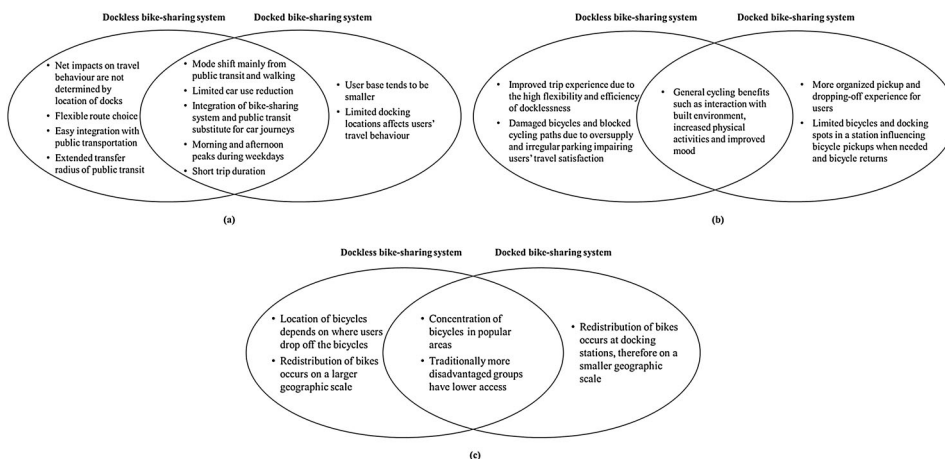 Dockless bike-sharing system
Docked bike-sharing system
• Net impacts on travel
behaviour are not
determined by
location of docks
• Flexible route choice
• Easy integration with
public transportation
• Extended transfer
radius of public transit
• Mode shift mainly from
public transit and walking
• Limited car use reduction
• Integration of bike-sharing
system and public transit
substitute for car journeys
• Morning and afternoon
peaks during weekdays
• Short trip duration
• User base tends to be
smaller
• Limited docking
locations affects users'
travel behaviour
(a)
Dockless bike-sharing system
Docked bike-sharing system
• Improved trip experience due to
the high flexibility and efficiency
of docklessness
• Damaged bicycles and blocked
cycling paths due to oversupply
and irregular parking impairing
users' travel satisfaction
• General cycling benefits
such as interaction with
built environment,
increased physical
activities and improved
mood
• More organized pickup and
dropping-off experience for
users
• Limited bicycles and docking
spots in a station influencing
bicycle pickups when needed
and bicycle returns
(b)
Dockless bike-sharing system
Docked bike-sharing system
• Location of bicycles
depends on where users
drop off the bicycles
• Redistribution of bikes
occurs on a larger
geographic scale
• Concentration of
bicycles in popular
areas
• Traditionally more
disadvantaged groups
have lower access
• Redistribution of bikes
occurs at docking
stations, therefore on a
smaller geographic
scale
(c)